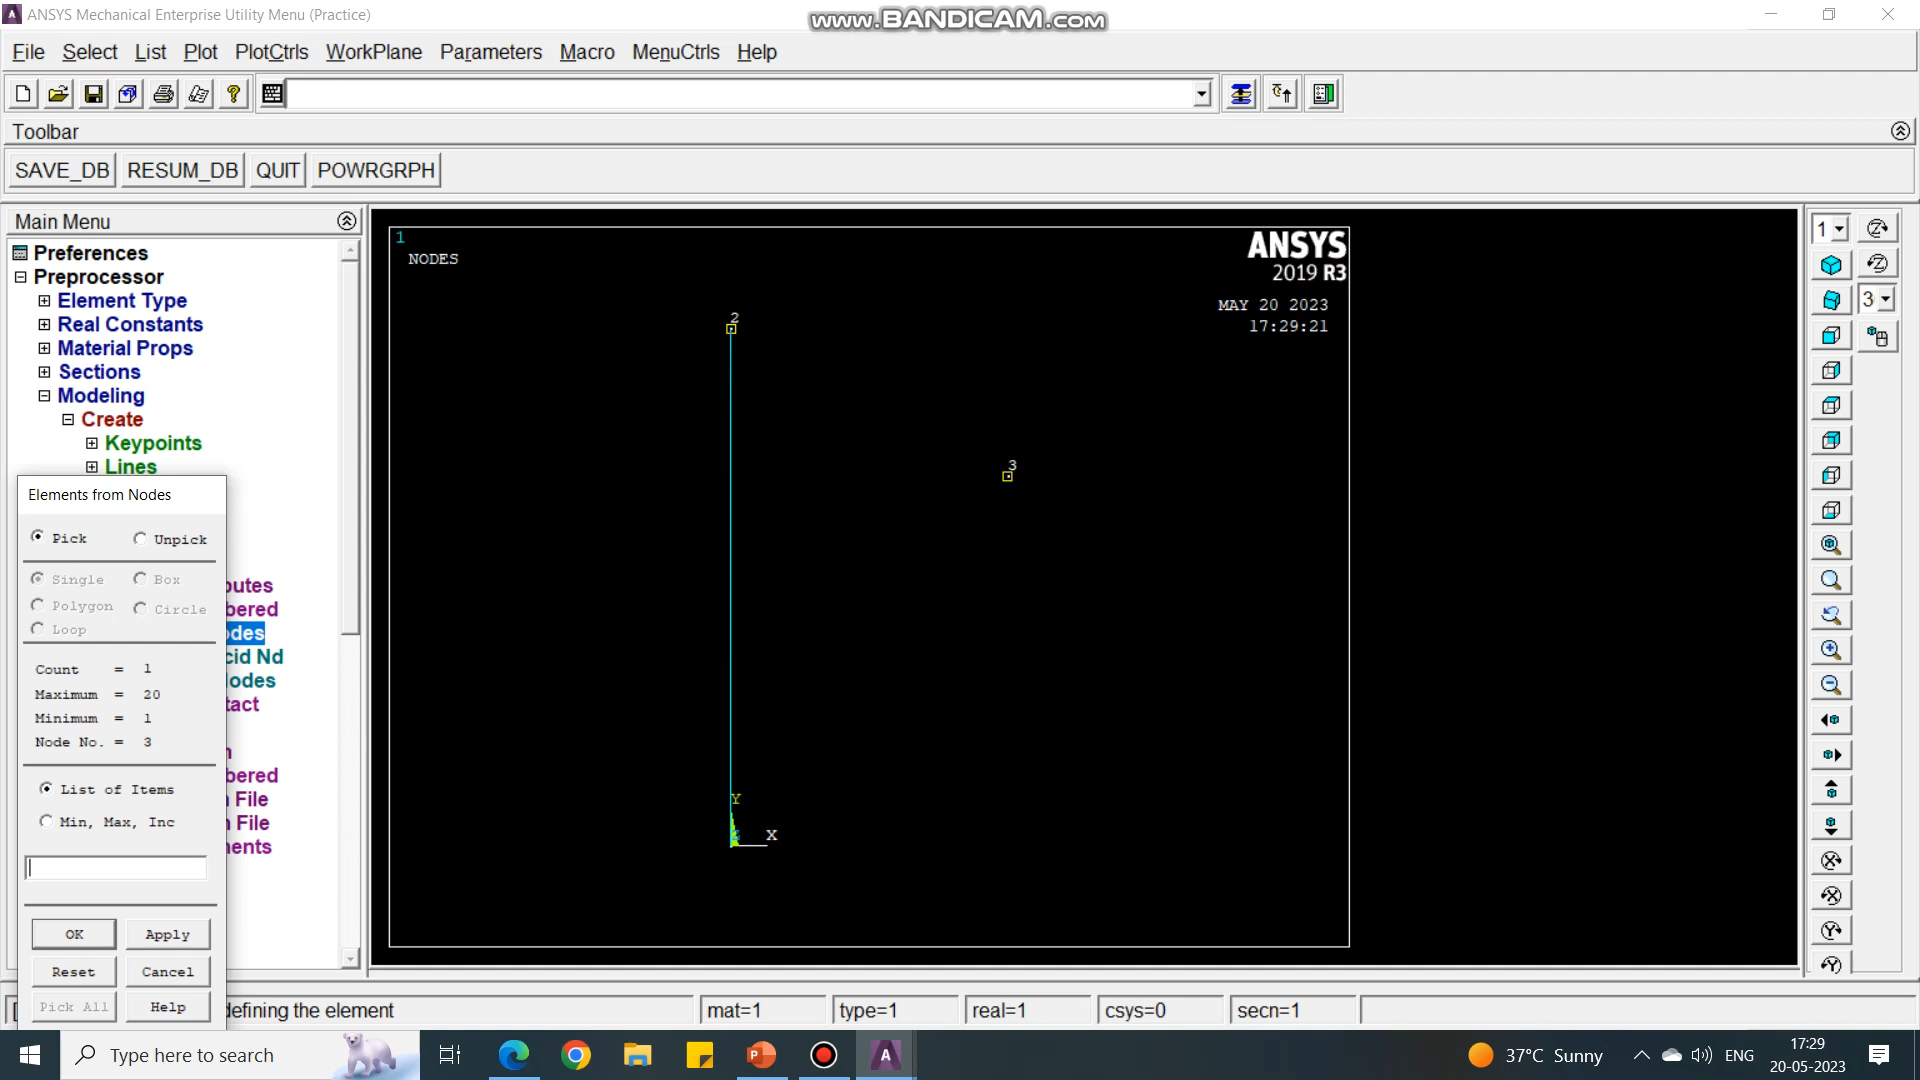 ANSYS Mechanical Enterprise Utility Menu (Practice)
www.BANDICAM.com
File Select List Plot PlotCtrls WorkPlane Parameters Macro MenuCtrls Help
Toolbar
SAVE_DB RESUM_DB QUIT POWRGRPH
Main Menu
Preferences
Preprocessor
Element Type
Real Constants
Material Props
Sections
Modeling
Create
Keypoints
Lines
Elements from Nodes
Pick Unpick
Single Box
Polygon Circle
Loop
Count = 1
Maximum = 20
Minimum = 1
Node No. = 3
List of Items
Min, Max, Inc
OK Apply
Reset Cancel
Pick All Help
butes
bered
odes
cid Nd
lodes
tact
bered
File
File
nents
1
NODES
ANSYS
2019 R3
MAY 20 2023
17:29:21
2
3
Y
X
1
3
defining the element
mat=1
type=1
real=1
csys=0
secn=1
Type here to search
37°C Sunny
ENG
17:29
20-05-2023